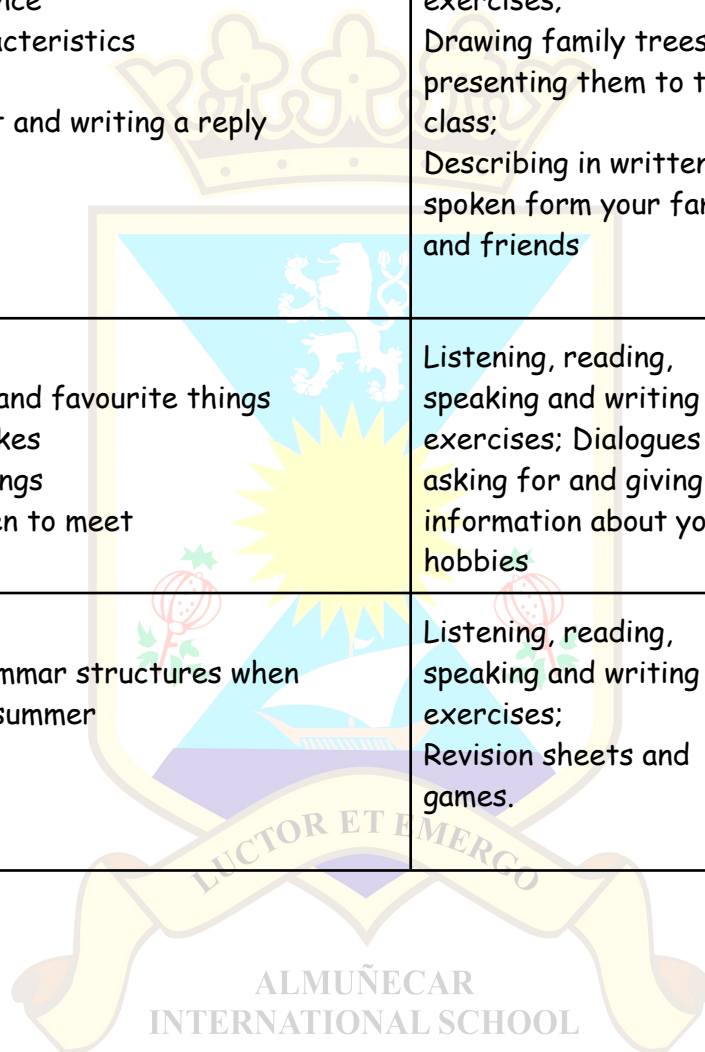 acteristics
t and writing a reply
exercises;
Drawing family trees
presenting them to t
class;
Describing in written
spoken form your fa
and friends
and favourite things
kes
ngs
en to meet
Listening, reading,
speaking and writing
exercises; Dialogues
asking for and giving
information about yo
hobbies
mmar structures when
summer
Listening, reading,
speaking and writing
exercises;
Revision sheets and
games.
LUCTOR ET EMERGO
ALMUÑECAR
INTERNATIONAL SCHOOL